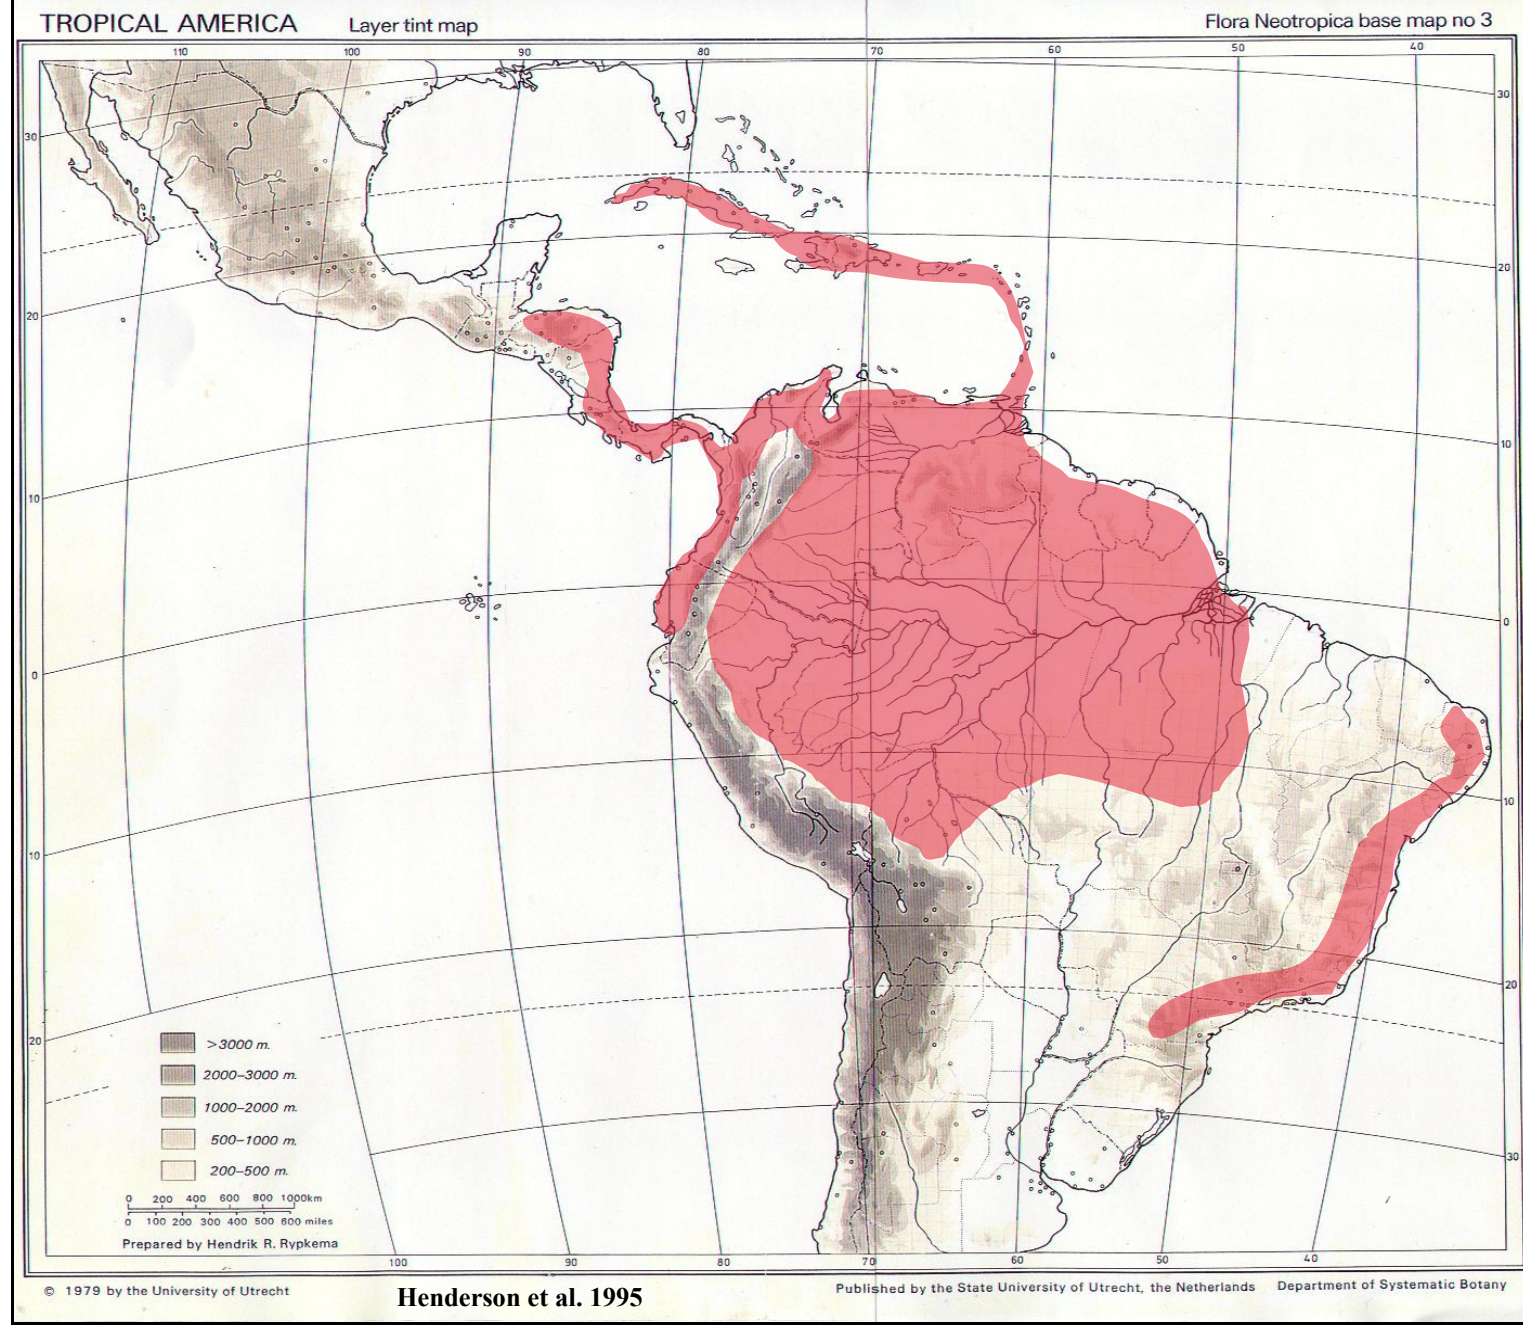 TROPICAL AMERICA Layer tint map Flora Neotropica base map no 3
110 100 90 80 70 60 50 40
30 30
20 20
10 10
0 0
10 10
20 20
30
>3000 m.
2000–3000 m.
1000–2000 m.
500–1000 m.
200–500 m.
0 200 400 600 800 1000km
0 100 200 300 400 500 600 miles
Prepared by Hendrik R. Rypkema
100 90 80 70 60 50 40
© 1979 by the University of Utrecht Henderson et al. 1995 Published by the State University of Utrecht, the Netherlands Department of Systematic Botany